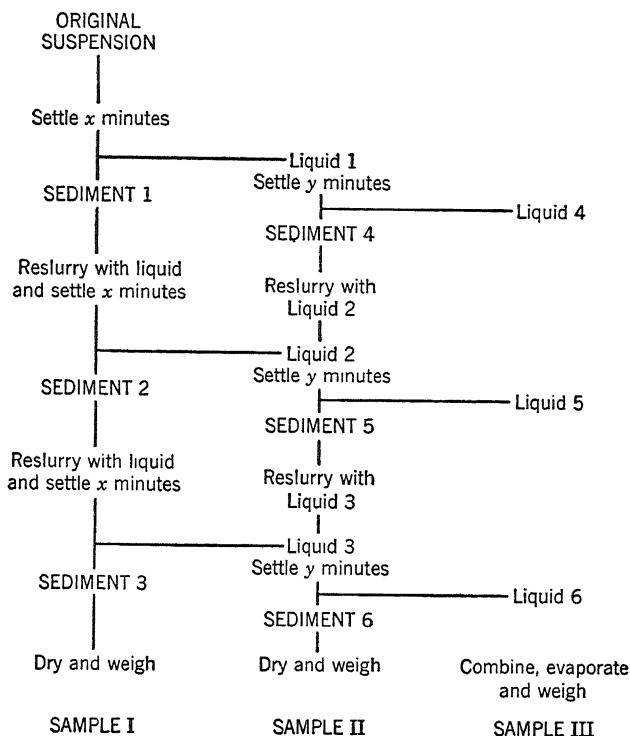 ORIGINAL
SUSPENSION
Settle x minutes
Liquid 1
Settle y minutes
SEDIMENT 1
Liquid 4
SEDIMENT 4
Reslurry with liquid
and settle x minutes
Reslurry with
Liquid 2
Liquid 2
Settle y minutes
SEDIMENT 2
Liquid 5
SEDIMENT 5
Reslurry with liquid
and settle x minutes
Reslurry with
Liquid 3
Liquid 3
Settle y minutes
SEDIMENT 3
Liquid 6
SEDIMENT 6
Dry and weigh
Dry and weigh
Combine, evaporate
and weigh
SAMPLE I
SAMPLE II
SAMPLE III